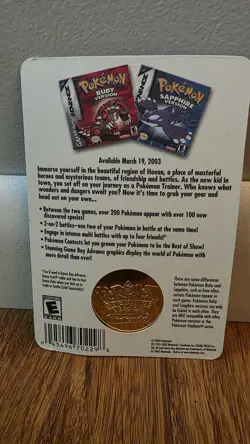 POKéMON
RUBY VERSION
POKéMON
SAPPHIRE VERSION
Available March 19, 2003
Immerse yourself in the beautiful region of Hoenn, a place of masterful
heroes and mysterious towns, of friendship and battles. As the new kid in
town, you set off on your journey as a Pokémon Trainer. Who knows what
wonders and dangers await you? Now it's time to grab your gear and
head out on your own...
• Between the two games, over 200 Pokémon appear with over 100 new
discovered species!
• 2-on-2 battles–use two of your Pokémon in battle at the same time!
• Engage in intense multi battles with up to four friends!*
• Pokémon Contests let you groom your Pokémon to be the Best of Show!
• Stunning Game Boy Advance graphics display the world of Pokémon with
more detail than ever!
There are some differences
between Pokémon Ruby and
Sapphire, such as how often
certain Pokémon appear in
each game. Pokémon Ruby
and Sapphire versions can only
be linked to each other. They
are NOT compatible with
other Pokémon versions or the
Pokémon Stadium series.
EVERYONE
E
0 45496 70229 8